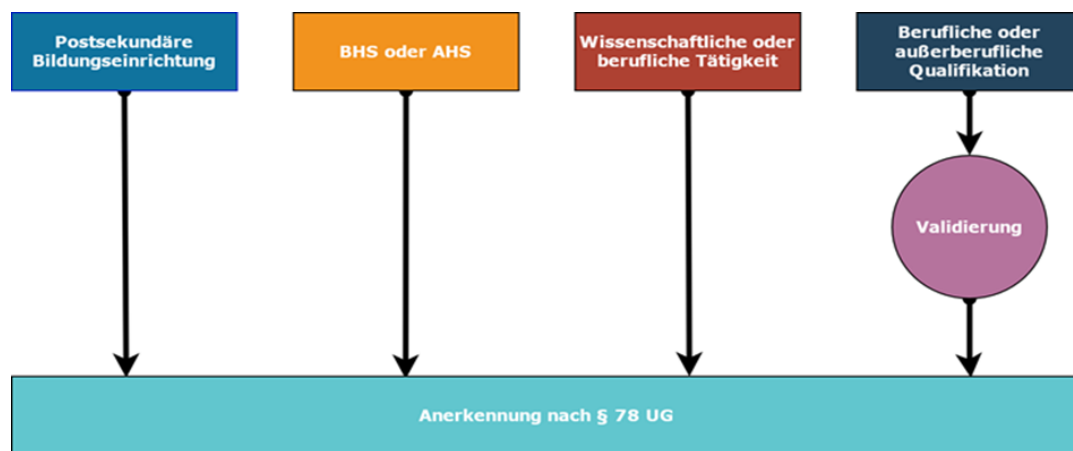 Postsekundäre
Bildungseinrichtung
BHS oder AHS
Wissenschaftliche oder
berufliche Tätigkeit
Berufliche oder
außerberufliche
Qualifikation
Validierung
Anerkennung nach § 78 UG